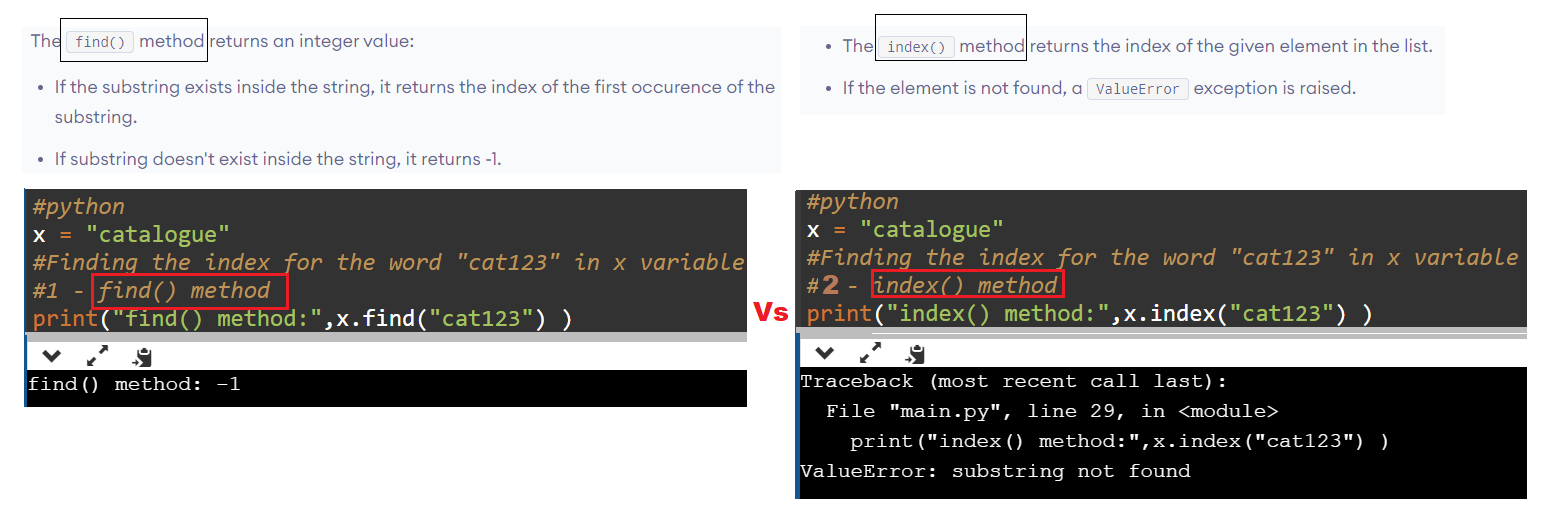 The find() method returns an integer value:
• If the substring exists inside the string, it returns the index of the first occurence of the
substring.
• If substring doesn't exist inside the string, it returns -1.
#python
x = "catalogue"
#Finding the index for the word "cat123" in x variable
#1 - find() method
print("find() method:",x.find("cat123") )
find() method: -1
Vs
• The index() method returns the index of the given element in the list.
• If the element is not found, a ValueError exception is raised.
#python
x = "catalogue"
#Finding the index for the word "cat123" in x variable
#2 - index() method
print("index() method:",x.index("cat123") )
Traceback (most recent call last):
  File "main.py", line 29, in <module>
    print("index() method:",x.index("cat123") )
ValueError: substring not found